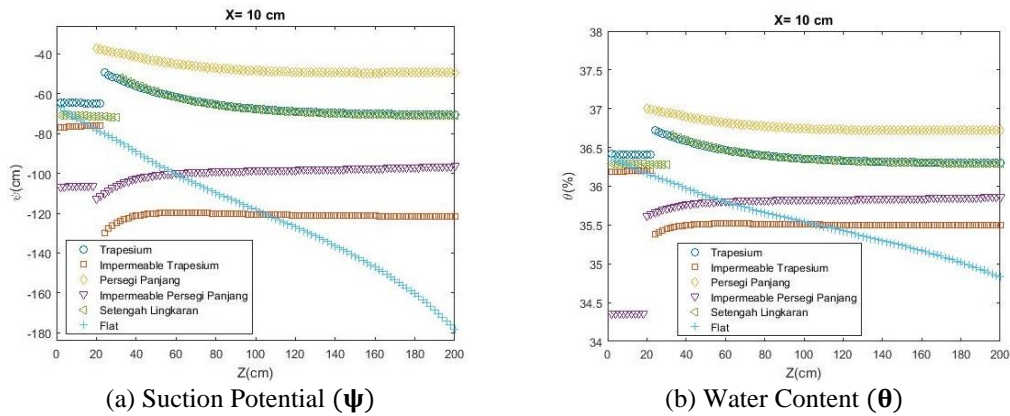 X= 10 cm
-40
-60
-80
-100
-120
-140
-160
-180
ψ(cm)
Trapesium
Impermeable Trapesium
Persegi Panjang
Impermeable Persegi Panjang
Setengah Lingkaran
Flat
0 20 40 60 80 100 120 140 160 180 200
Z(cm)
(a) Suction Potential (ψ)
X= 10 cm
38
37.5
37
36.5
36
35.5
35
34.5
34
θ(%)
Trapesium
Impermeable Trapesium
Persegi Panjang
Impermeable Persegi Panjang
Setengah Lingkaran
Flat
0 20 40 60 80 100 120 140 160 180 200
Z(cm)
(b) Water Content (θ)